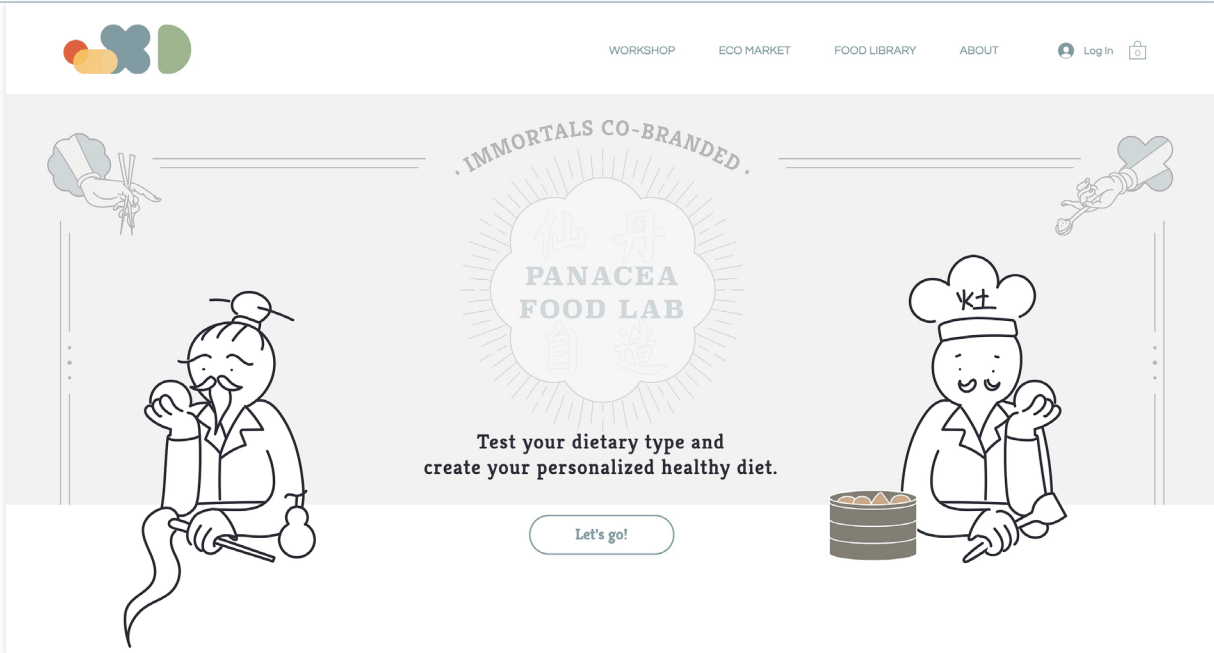 WORKSHOP
ECO MARKET
FOOD LIBRARY
ABOUT
Log In
0
· IMMORTALS CO-BRANDED ·
仙丹
PANACEA
FOOD LAB
自造
灶
Test your dietary type and
create your personalized healthy diet.
Let's go!